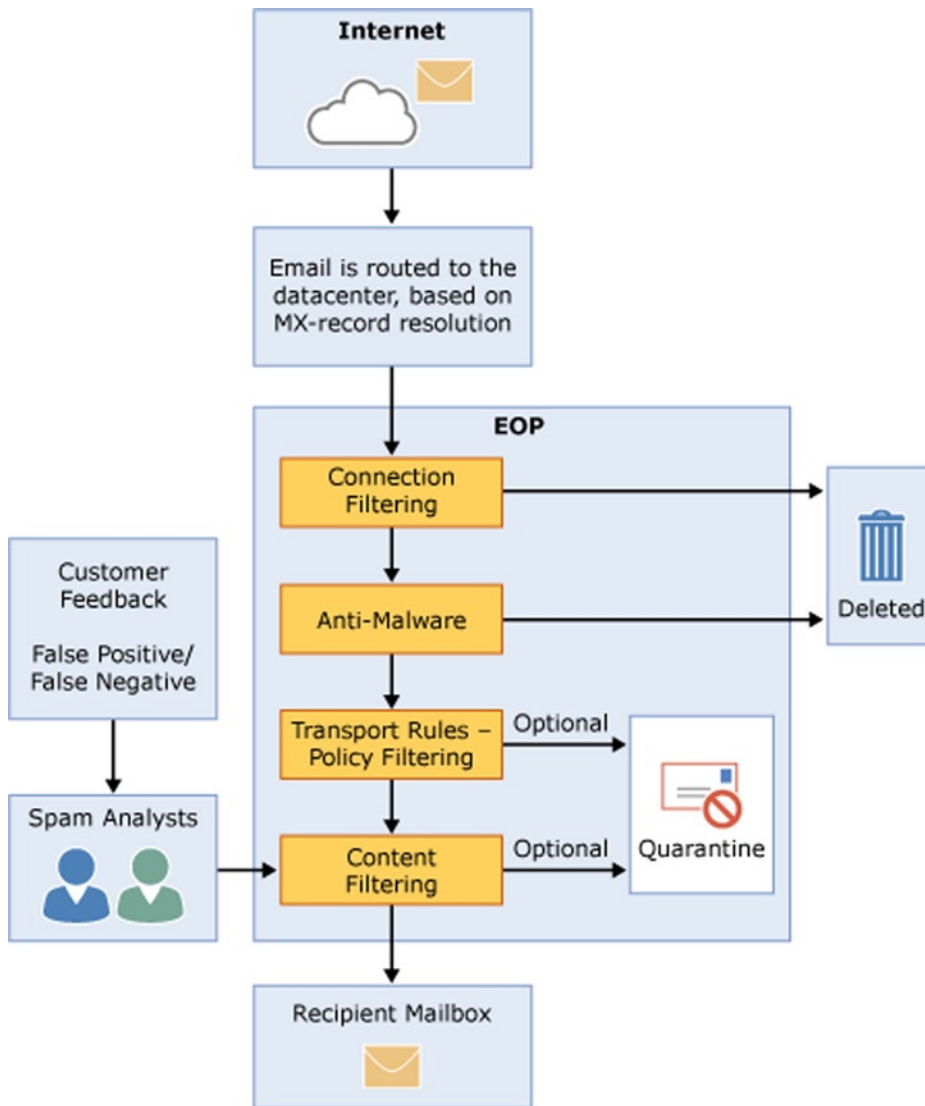 Internet
Email is routed to the
datacenter, based on
MX-record resolution
EOP
Connection
Filtering
Deleted
Customer
Feedback
False Positive/
False Negative
Anti-Malware
Transport Rules –
Policy Filtering
Optional
Quarantine
Spam Analysts
Content
Filtering
Optional
Recipient Mailbox